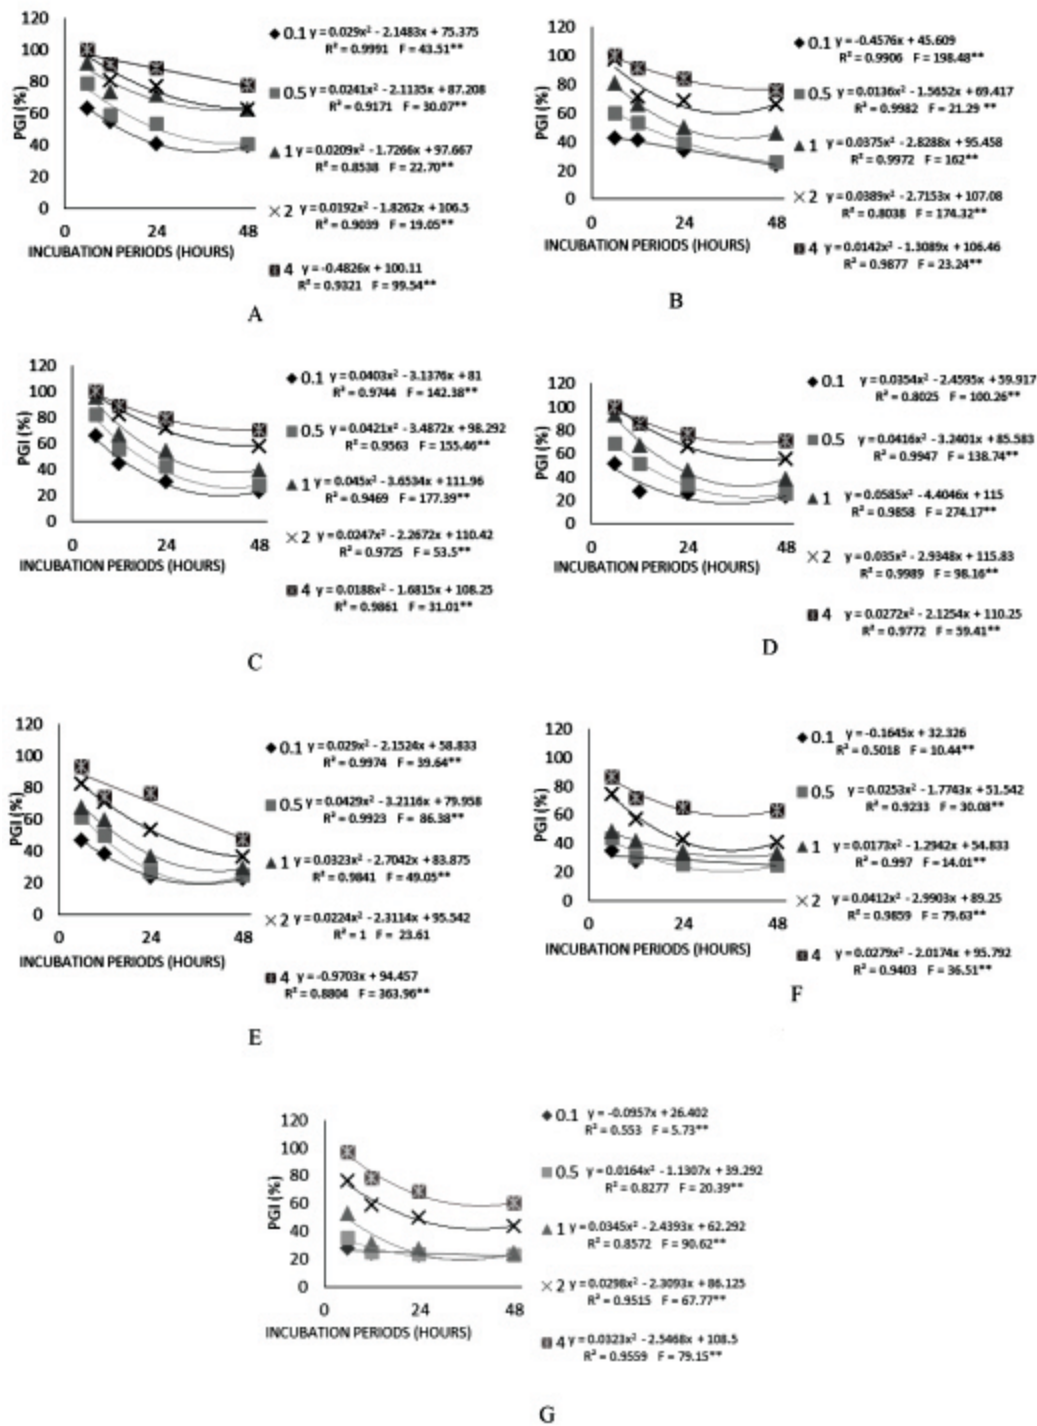 120
100
80
60
40
20
0
PGI (%)
0 24 48
INCUBATION PERIODS (HOURS)
0.1 y = 0.029x² - 2.1483x + 75.375
R² = 0.9991 F = 43.51**
0.5 y = 0.0241x² - 2.1135x + 87.208
R² = 0.9171 F = 30.07**
1 y = 0.0209x² - 1.7266x + 97.667
R² = 0.8538 F = 22.70**
2 y = 0.0192x² - 1.8262x + 106.5
R² = 0.9039 F = 19.05**
4 y = -0.4826x + 100.11
R² = 0.9321 F = 99.54**
A
120
100
80
60
40
20
0
PGI (%)
0 24 48
INCUBATION PERIODS (HOURS)
0.1 y = -0.4576x + 45.609
R² = 0.9906 F = 198.48**
0.5 y = 0.0136x² - 1.5652x + 69.417
R² = 0.9982 F = 21.29 **
1 y = 0.0375x² - 2.8288x + 95.458
R² = 0.9972 F = 162**
2 y = 0.0389x² - 2.7153x + 107.08
R² = 0.8038 F = 174.32**
4 y = 0.0142x² - 1.3089x + 106.46
R² = 0.9877 F = 23.24**
B
120
100
80
60
40
20
0
PGI (%)
0 24 48
INCUBATION PERIODS (HOURS)
0.1 y = 0.0403x² - 3.1376x + 81
R² = 0.9744 F = 142.38**
0.5 y = 0.0421x² - 3.4872x + 98.292
R² = 0.9563 F = 155.46**
1 y = 0.045x² - 3.6534x + 111.96
R² = 0.9469 F = 177.39**
2 y = 0.0247x² - 2.2672x + 110.42
R² = 0.9725 F = 53.5**
4 y = 0.0188x² - 1.6815x + 108.25
R² = 0.9861 F = 31.01**
C
120
100
80
60
40
20
0
PGI (%)
0 24 48
INCUBATION PERIODS (HOURS)
0.1 y = 0.0354x² - 2.4595x + 59.917
R² = 0.8025 F = 100.26**
0.5 y = 0.0416x² - 3.2401x + 85.583
R² = 0.9947 F = 138.74**
1 y = 0.0585x² - 4.4046x + 115
R² = 0.9858 F = 274.17**
2 y = 0.035x² - 2.9348x + 115.83
R² = 0.9989 F = 98.16**
4 y = 0.0272x² - 2.1254x + 110.25
R² = 0.9772 F = 59.41**
D
120
100
80
60
40
20
0
PGI (%)
0 24 48
INCUBATION PERIODS (HOURS)
0.1 y = 0.029x² - 2.1524x + 58.833
R² = 0.9974 F = 39.64**
0.5 y = 0.0429x² - 3.2116x + 79.958
R² = 0.9923 F = 86.38**
1 y = 0.0323x² - 2.7042x + 83.875
R² = 0.9841 F = 49.05**
2 y = 0.0224x² - 2.3114x + 95.542
R² = 1 F = 23.61
4 y = -0.9703x + 94.457
R² = 0.8804 F = 363.96**
E
120
100
80
60
40
20
0
PGI (%)
0 24 48
INCUBATION PERIODS (HOURS)
0.1 y = -0.1645x + 32.326
R² = 0.5018 F = 10.44**
0.5 y = 0.0253x² - 1.7743x + 51.542
R² = 0.9233 F = 30.08**
1 y = 0.0173x² - 1.2942x + 54.833
R² = 0.997 F = 14.01**
2 y = 0.0412x² - 2.9903x + 89.25
R² = 0.9859 F = 79.63**
4 y = 0.0279x² - 2.0174x + 95.792
R² = 0.9403 F = 36.51**
F
120
100
80
60
40
20
0
PGI (%)
0 24 48
INCUBATION PERIODS (HOURS)
0.1 y = -0.0957x + 26.402
R² = 0.553 F = 5.73**
0.5 y = 0.0164x² - 1.1307x + 39.292
R² = 0.8277 F = 20.39**
1 y = 0.0345x² - 2.4393x + 62.292
R² = 0.8572 F = 90.62**
2 y = 0.0298x² - 2.3093x + 86.125
R² = 0.9515 F = 67.77**
4 y = 0.0323x² - 2.5468x + 108.5
R² = 0.9559 F = 79.15**
G